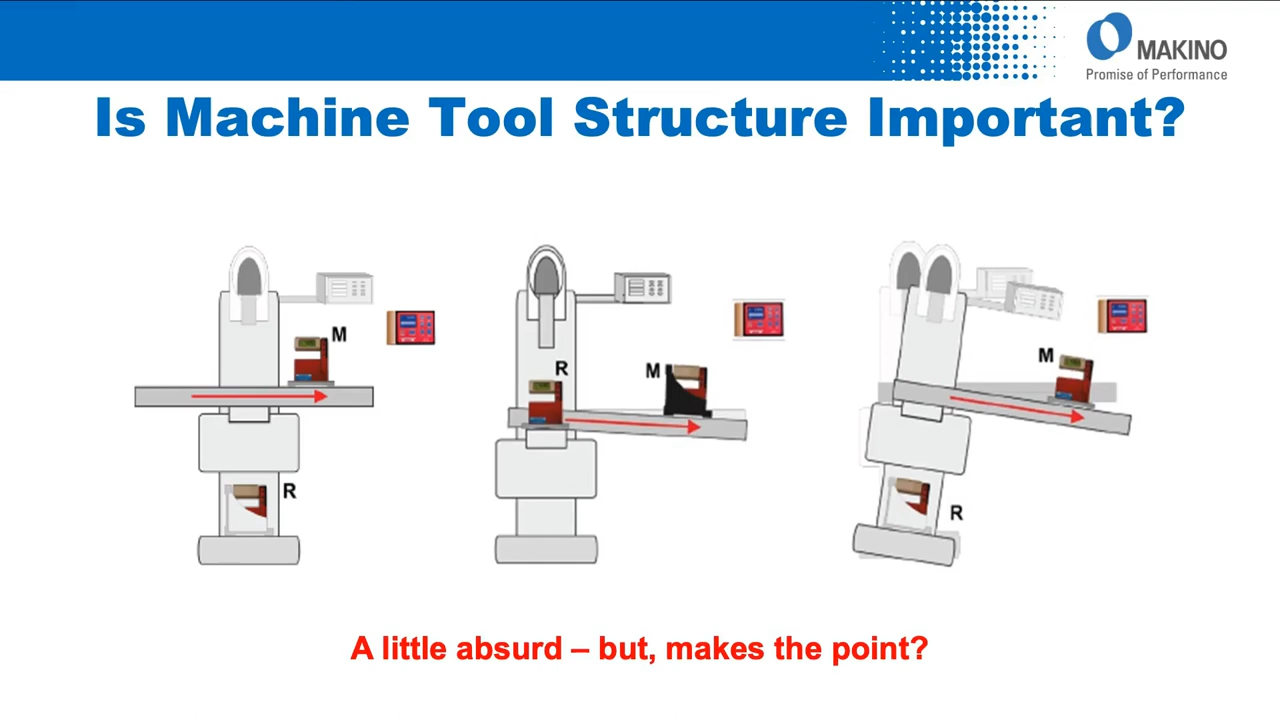 MAKINO
Promise of Performance
Is Machine Tool Structure Important?
M
R
R
M
M
R
A little absurd – but, makes the point?